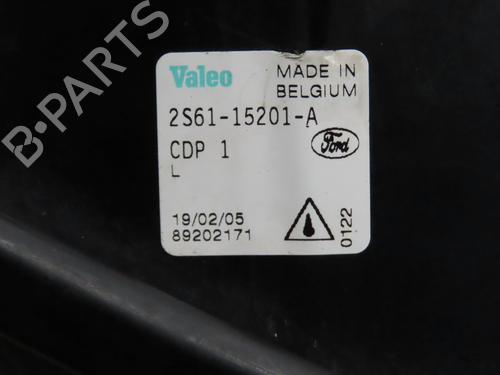 Valeo
MADE IN
BELGIUM
2S61-15201-A
CDP 1
Ford
L
19/02/05
89202171
0122
B-PARTS